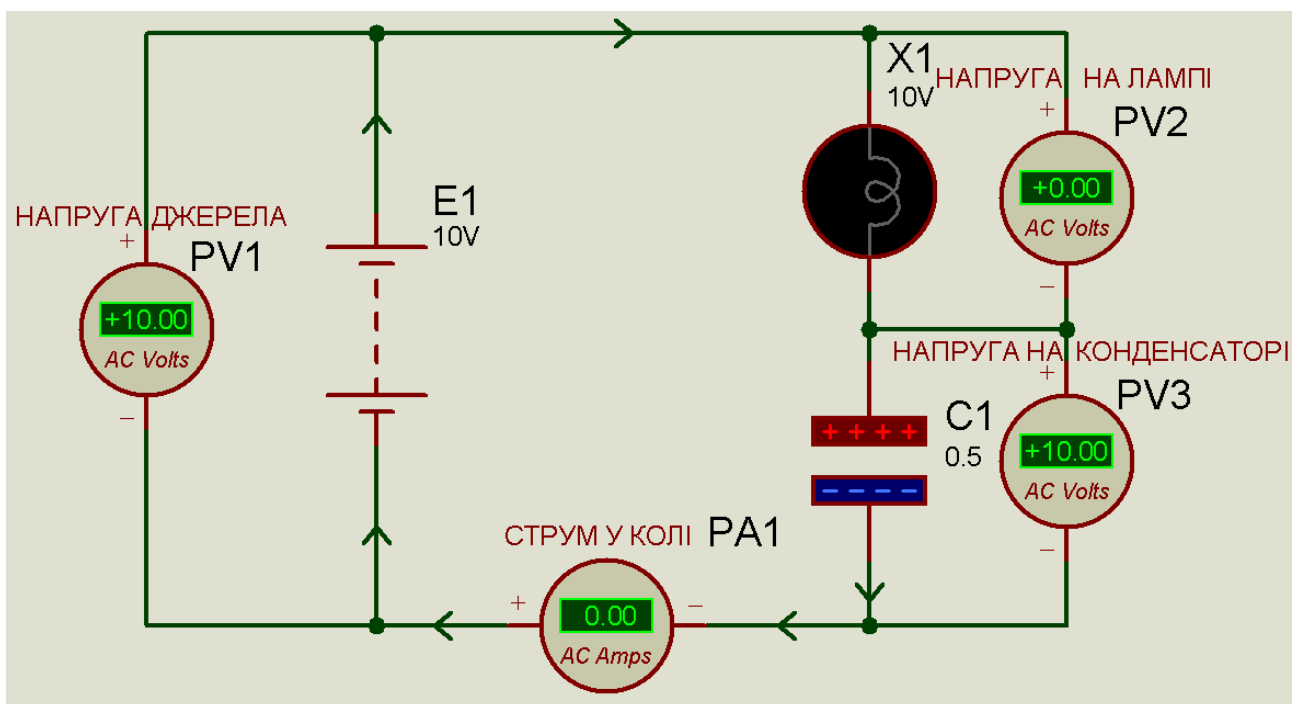 X1
10V
НАПРУГА НА ЛАМПІ
+
PV2
+0.00
AC Volts
−
НАПРУГА ДЖЕРЕЛА
+
PV1
+10.00
AC Volts
−
E1
10V
НАПРУГА НА КОНДЕНСАТОРІ
+
PV3
+10.00
AC Volts
−
C1
0.5
+ + + +
− − − −
СТРУМ У КОЛІ
PA1
+
0.00
AC Amps
−